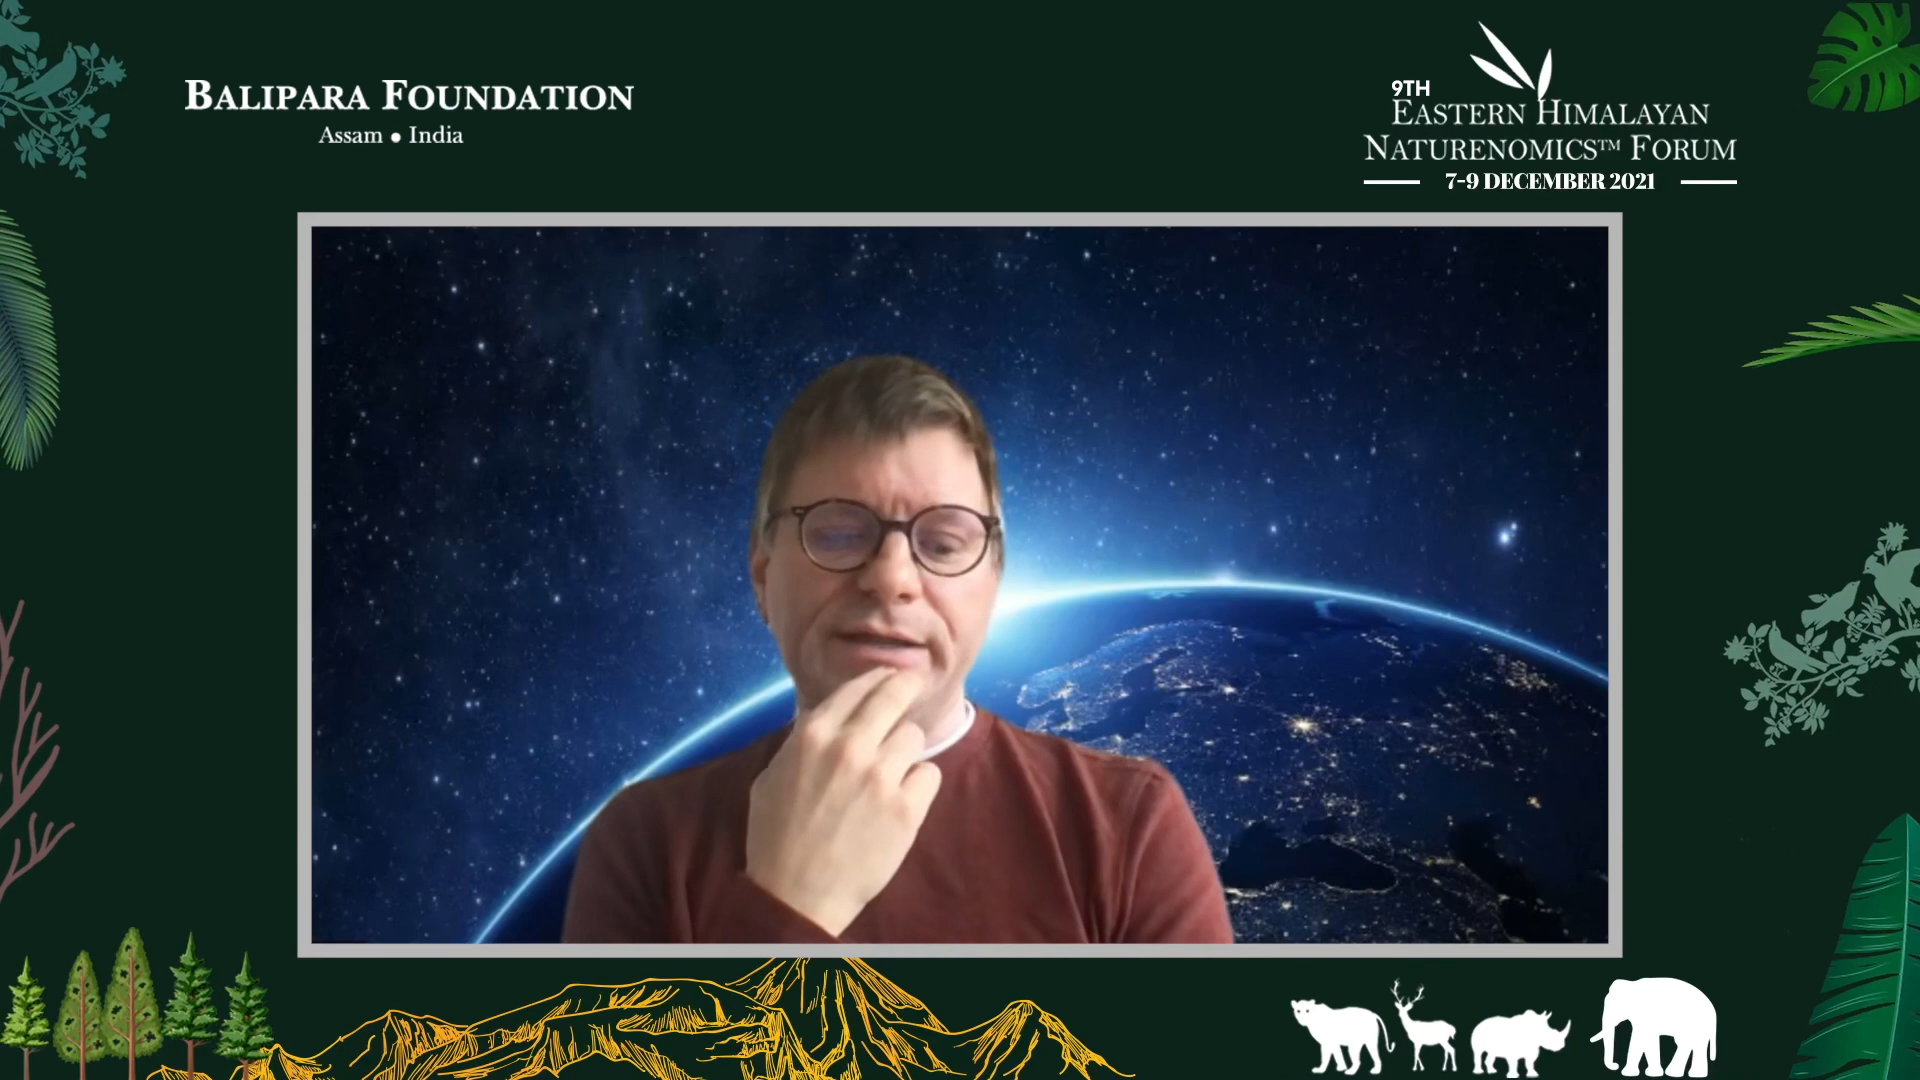 BALIPARA FOUNDATION
Assam • India
9TH
EASTERN HIMALAYAN
NATURENOMICS™ FORUM
7-9 DECEMBER 2021